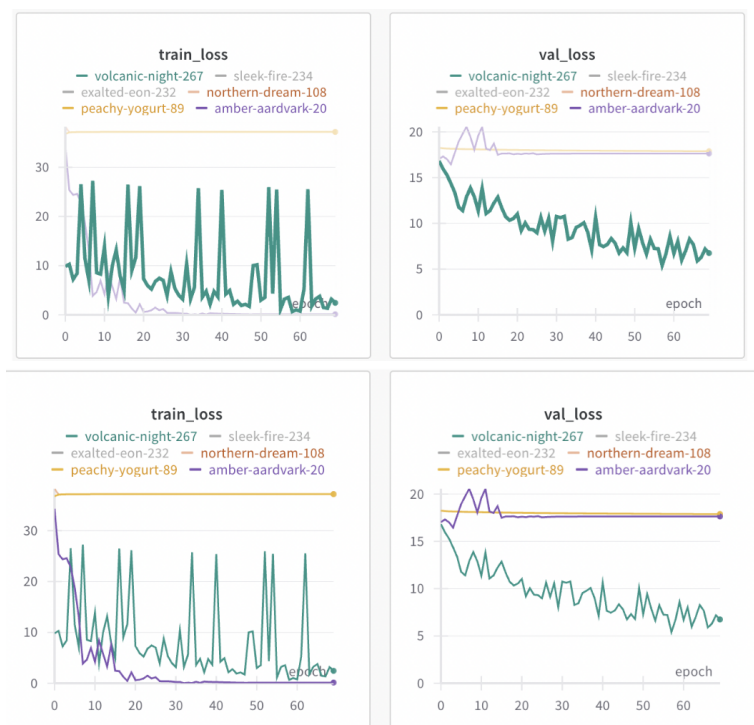 train_loss
volcanic-night-267 sleek-fire-234
exalted-eon-232 northern-dream-108
peachy-yogurt-89 amber-aardvark-20
30
20
10
0
epoch
0 10 20 30 40 50 60
val_loss
volcanic-night-267 sleek-fire-234
exalted-eon-232 northern-dream-108
peachy-yogurt-89 amber-aardvark-20
20
15
10
5
0
epoch
0 10 20 30 40 50 60
train_loss
volcanic-night-267 sleek-fire-234
exalted-eon-232 northern-dream-108
peachy-yogurt-89 amber-aardvark-20
30
20
10
0
epoch
0 10 20 30 40 50 60
val_loss
volcanic-night-267 sleek-fire-234
exalted-eon-232 northern-dream-108
peachy-yogurt-89 amber-aardvark-20
20
15
10
5
0
epoch
0 10 20 30 40 50 60